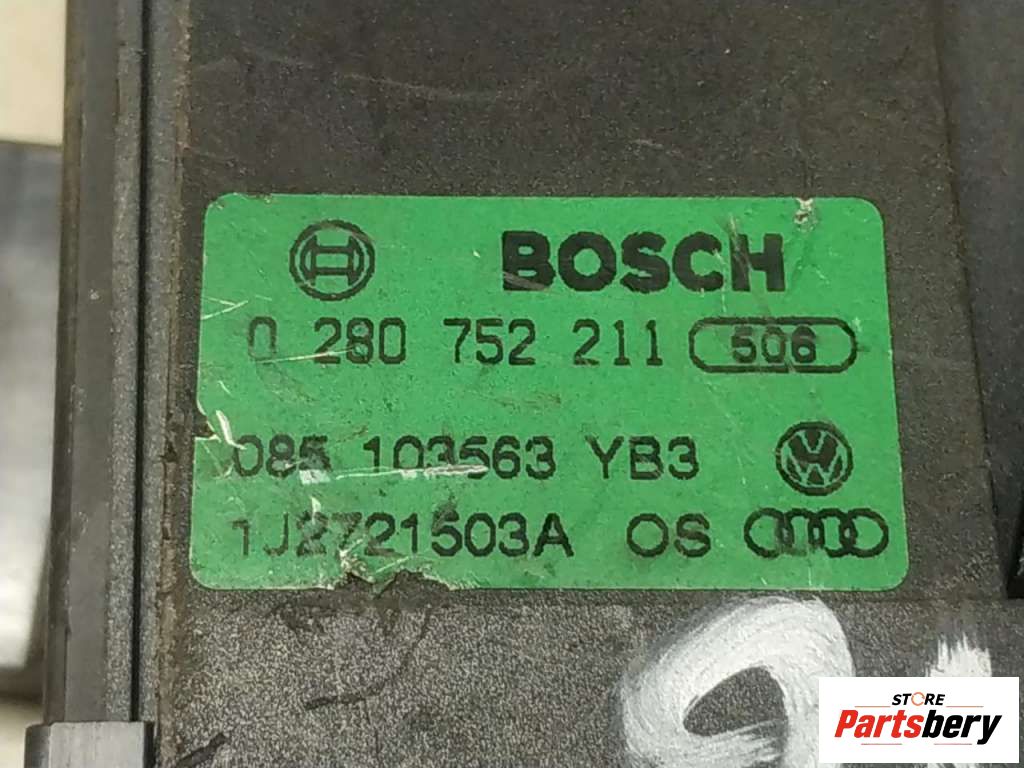 BOSCH
0 280 752 211 506
085 103563 YB3
1J2721503A OS
STORE
Partsbery